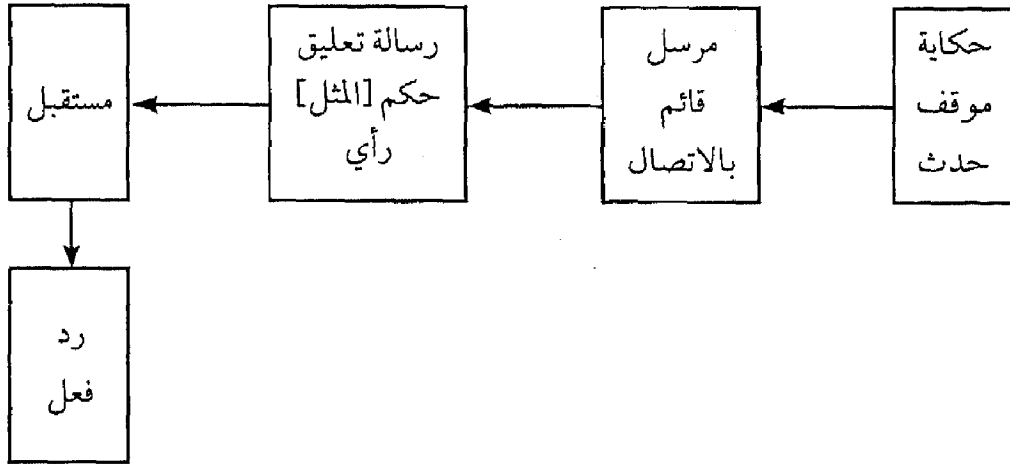 حكاية
موقف
حدث
مرسل
قائم
بالاتصال
رسالة تعليق
حكم [المثل]
رأي
مستقبل
رد
فعل